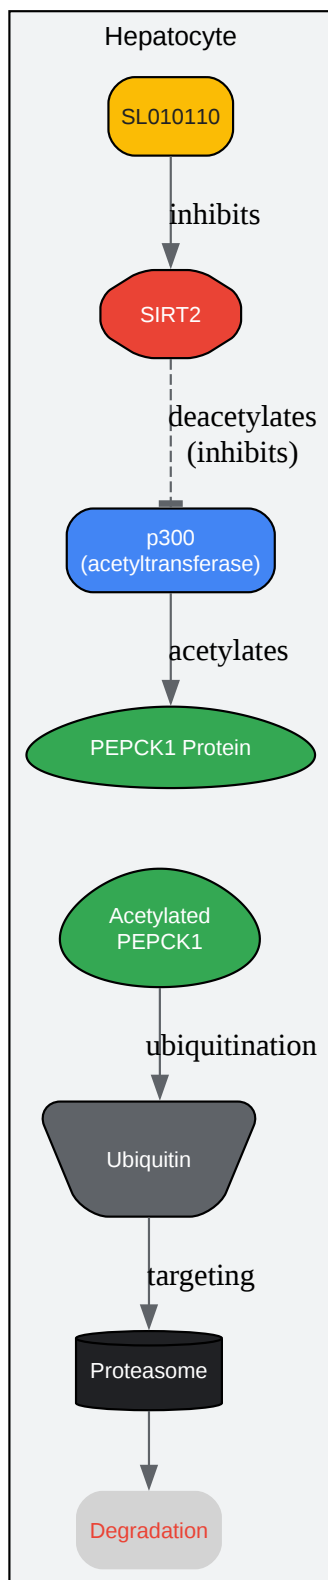 Hepatocyte
SL010110
inhibits
SIRT2
deacetylates
(inhibits)
p300
(acetyltransferase)
acetylates
PEPCK1 Protein
Acetylated
PEPCK1
ubiquitination
Ubiquitin
targeting
Proteasome
Degradation